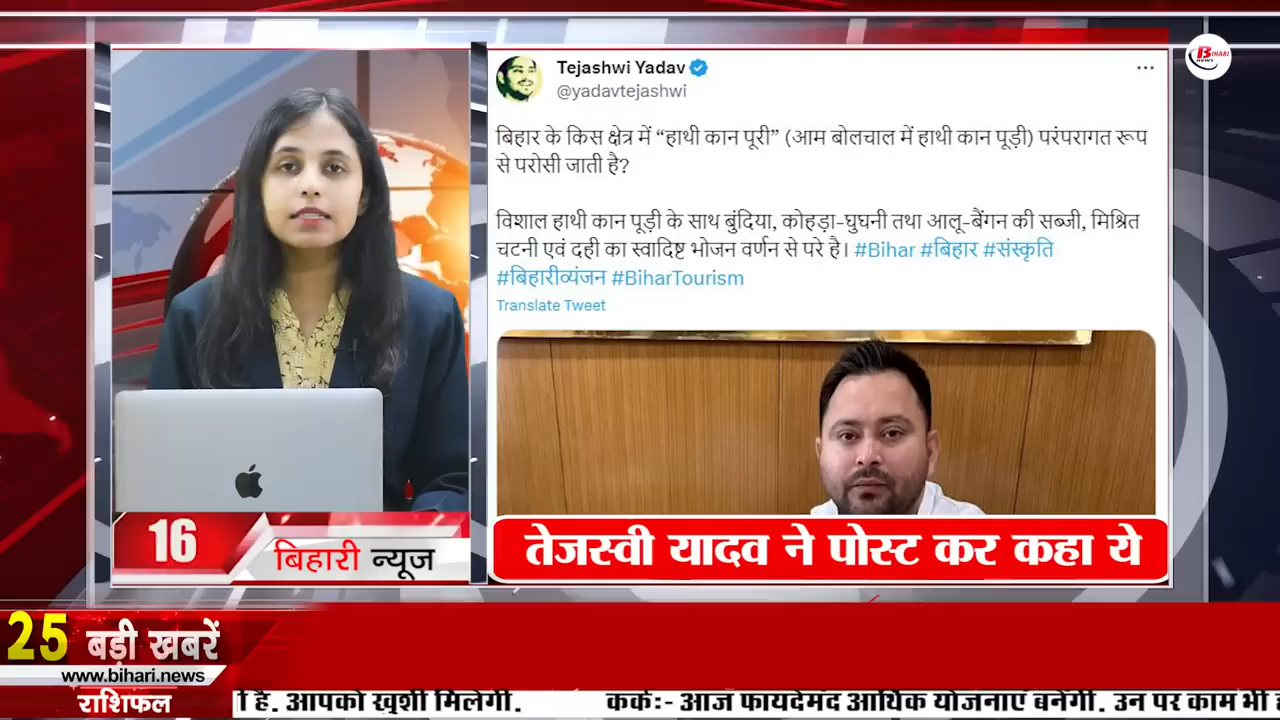 Tejashwi Yadav
@yadavtejashwi
बिहार के किस क्षेत्र में “हाथी कान पूरी” (आम बोलचाल में हाथी कान पूड़ी) परंपरागत रूप
से परोसी जाती है?
विशाल हाथी कान पूड़ी के साथ बुंदिया, कोहड़ा-घुघनी तथा आलू-बैंगन की सब्जी, मिश्रित
चटनी एवं दही का स्वादिष्ट भोजन वर्णन से परे है। #Bihar #बिहार #संस्कृति
#बिहारीव्यंजन #BiharTourism
Translate Tweet
BIHARI
news
16
बिहारी न्यूज
तेजस्वी यादव ने पोस्ट कर कहा ये
25 बड़ी खबरें
www.bihari.news
राशिफल
है. आपको खुशी मिलेगी. कर्कः- आज फायदेमंद आर्थिक योजनाएं बनेंगी. उन पर काम भी